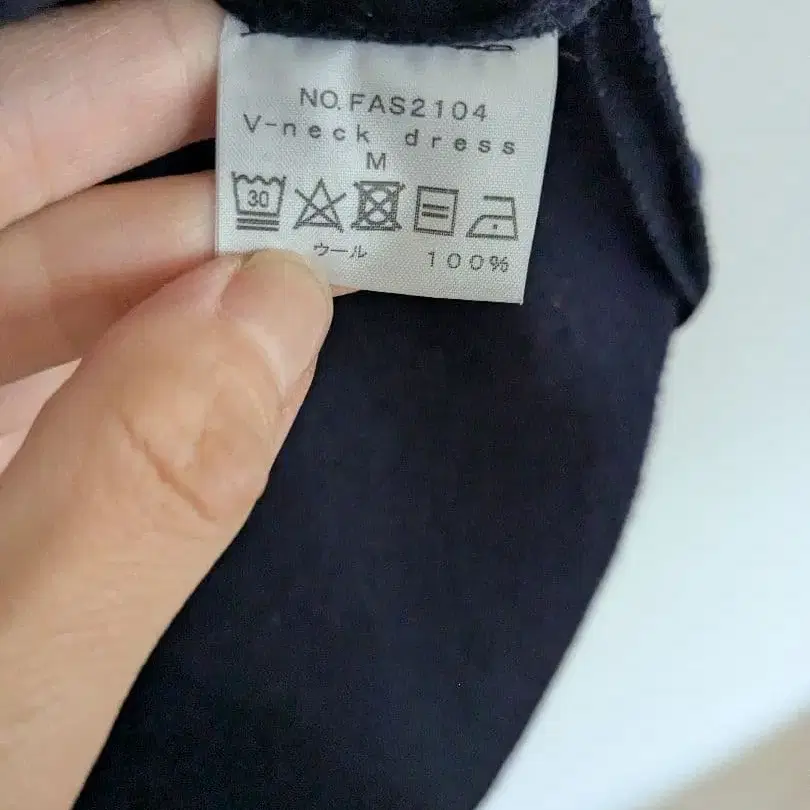 NO.FAS2104
V-neck dress
M
30
ウール 100%